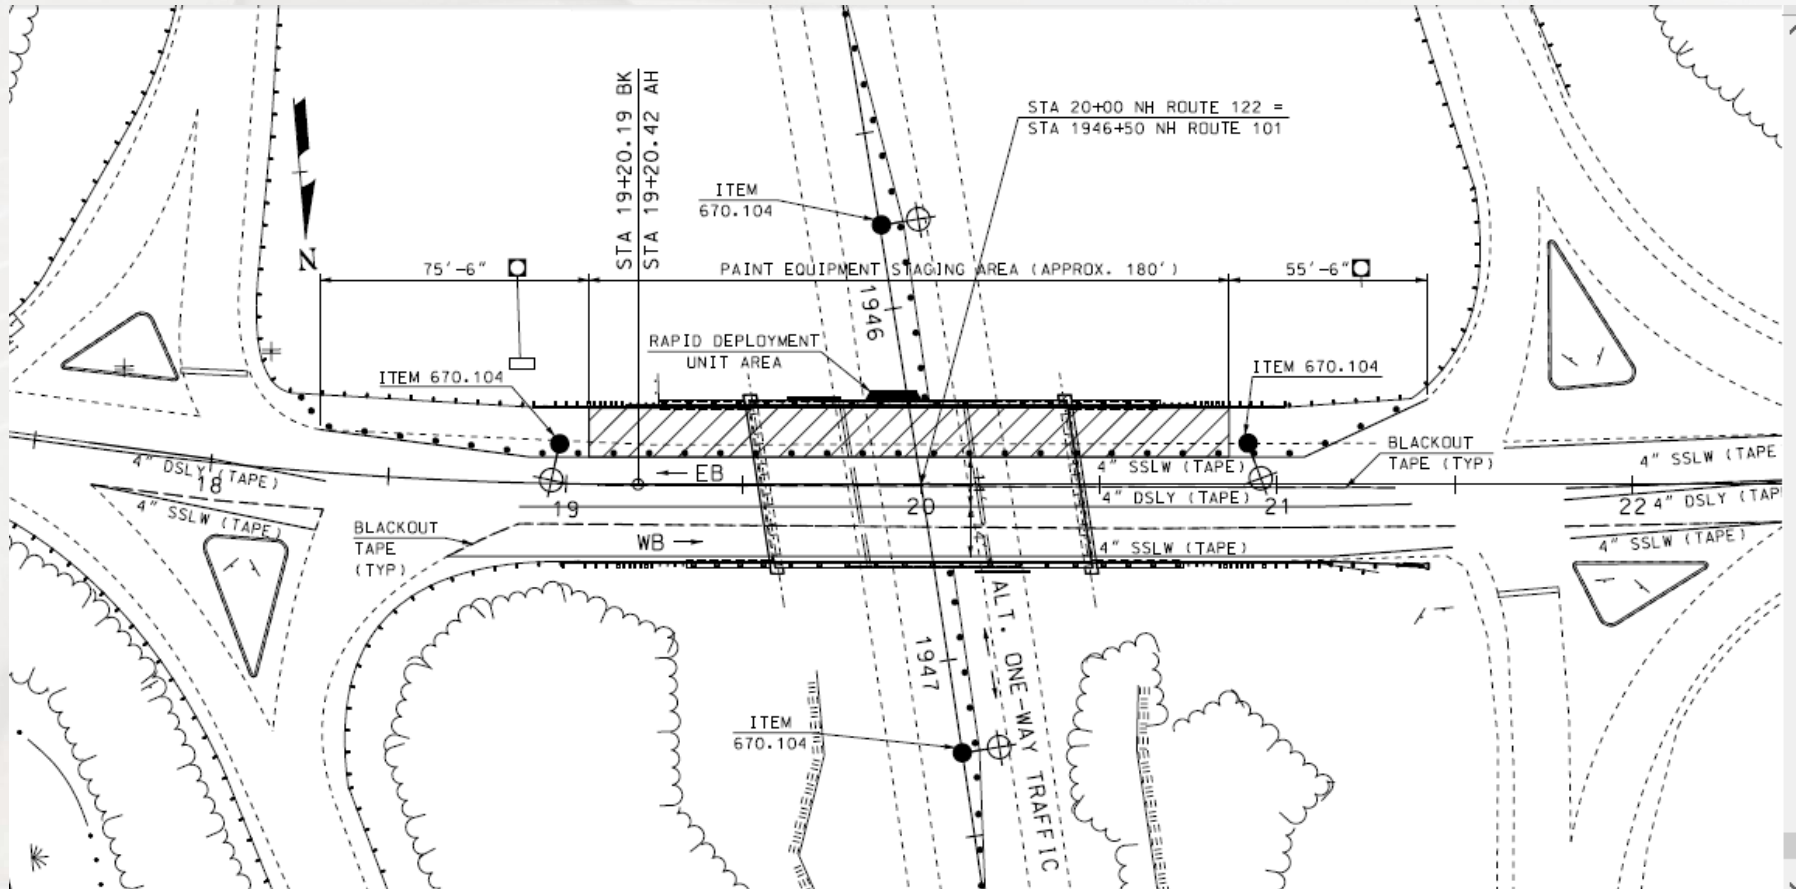 STA 19+20.19 BK
STA 19+20.42 AH
STA 20+00 NH ROUTE 122 =
STA 1946+50 NH ROUTE 101
ITEM
670.104
N
75'-6"
PAINT EQUIPMENT STAGING AREA (APPROX. 180')
55'-6"
1946
RAPID DEPLOYMENT
UNIT AREA
ITEM 670.104
ITEM 670.104
BLACKOUT
TAPE (TYP)
4" DSLY (TAPE)
18
4" SSLW (TAPE)
EB
4" SSLW (TAPE)
4" DSLY (TAPE)
4" SSLW (TAPE
19
20
21
22
4" DSLY (TAP
BLACKOUT
TAPE
(TYP)
WB
4" SSLW (TAPE)
4" SSLW (TAPE)
1947
ALT. ONE-WAY TRAFFIC
ITEM
670.104